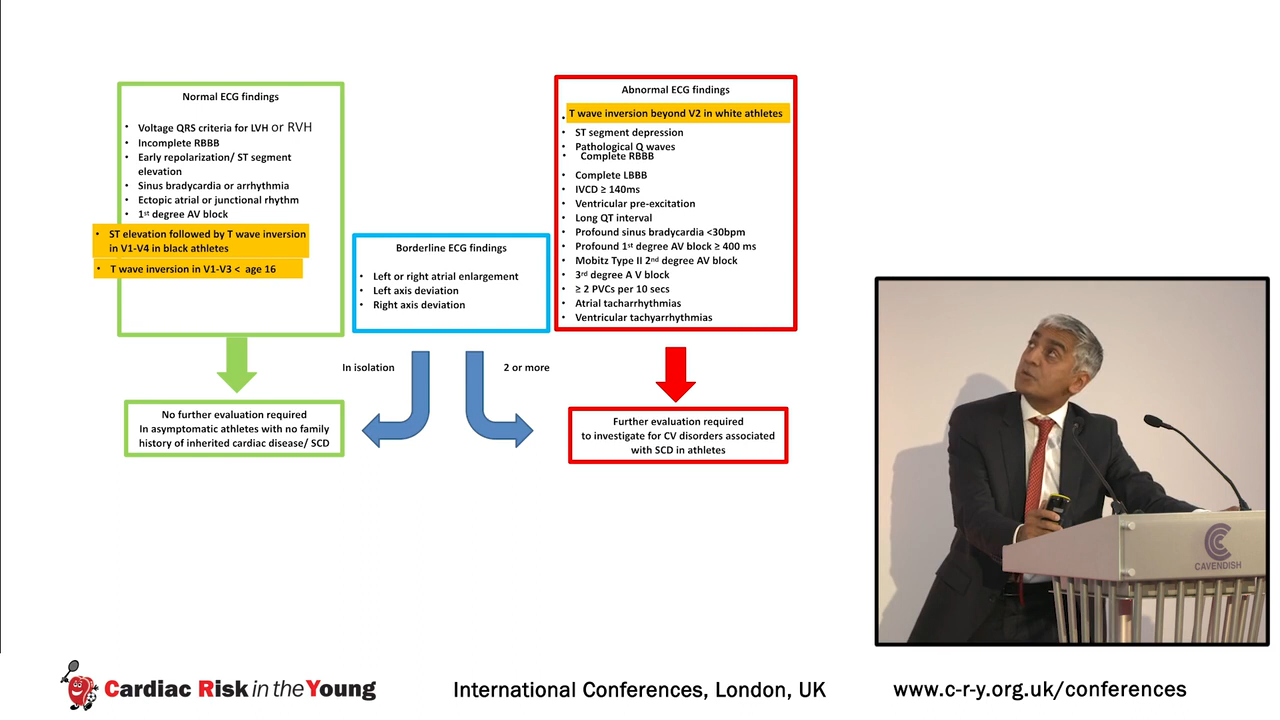 Normal ECG findings
• Voltage QRS criteria for LVH or RVH
• Incomplete RBBB
• Early repolarization/ ST segment
elevation
• Sinus bradycardia or arrhythmia
• Ectopic atrial or junctional rhythm
• 1st degree AV block
• ST elevation followed by T wave inversion
in V1-V4 in black athletes
• T wave inversion in V1-V3 < age 16
Borderline ECG findings
• Left or right atrial enlargement
• Left axis deviation
• Right axis deviation
Abnormal ECG findings
• T wave inversion beyond V2 in white athletes
• ST segment depression
• Pathological Q waves
• Complete RBBB
• Complete LBBB
• IVCD ≥ 140ms
• Ventricular pre-excitation
• Long QT interval
• Profound sinus bradycardia <30bpm
• Profound 1st degree AV block ≥ 400 ms
• Mobitz Type II 2nd degree AV block
• 3rd degree A V block
• ≥ 2 PVCs per 10 secs
• Atrial tacharrhythmias
• Ventricular tachyarrhythmias
In isolation
2 or more
No further evaluation required
In asymptomatic athletes with no family
history of inherited cardiac disease/ SCD
Further evaluation required
to investigate for CV disorders associated
with SCD in athletes
CAVENDISH
Cardiac Risk in the Young
International Conferences, London, UK
www.c-r-y.org.uk/conferences